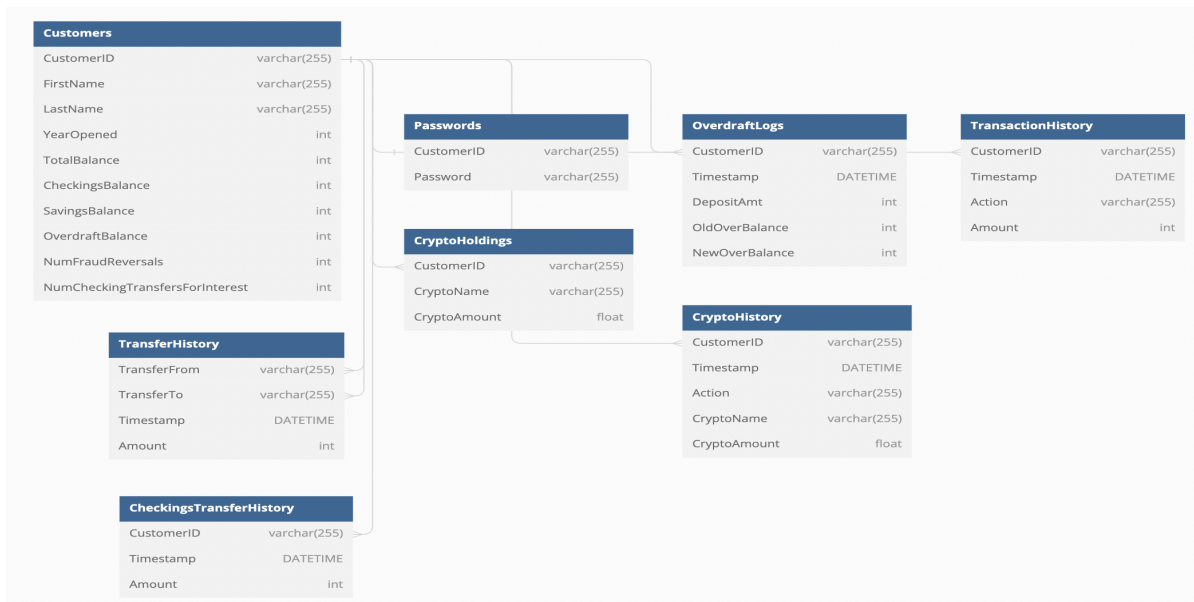 Customers
CustomerID varchar(255)
FirstName varchar(255)
LastName varchar(255)
YearOpened int
TotalBalance int
CheckingsBalance int
SavingsBalance int
OverdraftBalance int
NumFraudReversals int
NumCheckingTransfersForInterest int
Passwords
CustomerID varchar(255)
Password varchar(255)
OverdraftLogs
CustomerID varchar(255)
Timestamp DATETIME
DepositAmt int
OldOverBalance int
NewOverBalance int
TransactionHistory
CustomerID varchar(255)
Timestamp DATETIME
Action varchar(255)
Amount int
CryptoHoldings
CustomerID varchar(255)
CryptoName varchar(255)
CryptoAmount float
CryptoHistory
CustomerID varchar(255)
Timestamp DATETIME
Action varchar(255)
CryptoName varchar(255)
CryptoAmount float
TransferHistory
TransferFrom varchar(255)
TransferTo varchar(255)
Timestamp DATETIME
Amount int
CheckingsTransferHistory
CustomerID varchar(255)
Timestamp DATETIME
Amount int